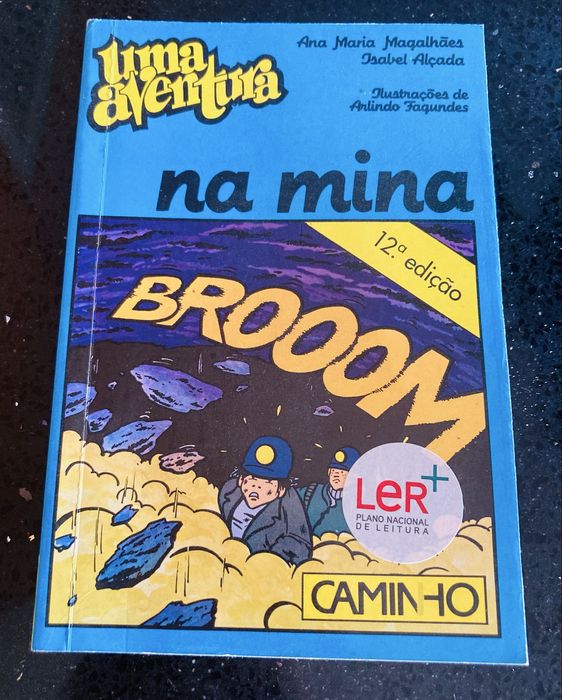 uma
aventura
Ana Maria Magalhães
Isabel Alçada
Ilustrações de
Arlindo Fagundes
na mina
12.ª edição
BROOOM
LeR+
PLANO NACIONAL
DE LEITURA
CAMINHO